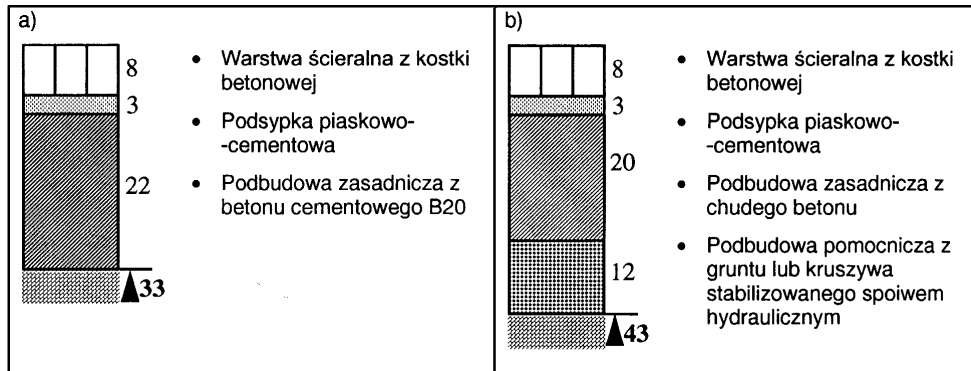 a)
8
3
22
33
• Warstwa ścieralna z kostki
betonowej
• Podsypka piaskowo-
-cementowa
• Podbudowa zasadnicza z
betonu cementowego B20
b)
8
3
20
12
43
• Warstwa ścieralna z kostki
betonowej
• Podsypka piaskowo-
-cementowa
• Podbudowa zasadnicza z
chudego betonu
• Podbudowa pomocnicza z
gruntu lub kruszywa
stabilizowanego spoiwem
hydraulicznym